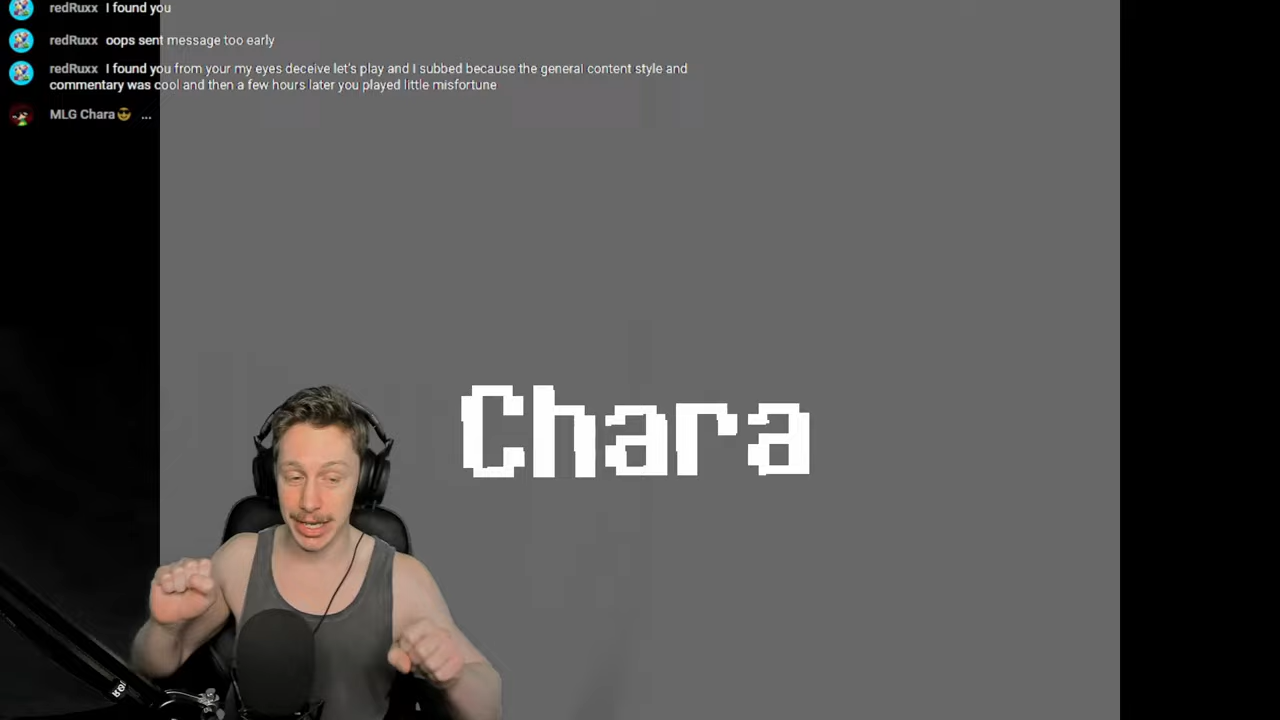 redRuxx I found you
redRuxx oops sent message too early
redRuxx I found you from your my eyes deceive let's play and I subbed because the general content style and
commentary was cool and then a few hours later you played little misfortune
MLG Chara😎 ...
Chara